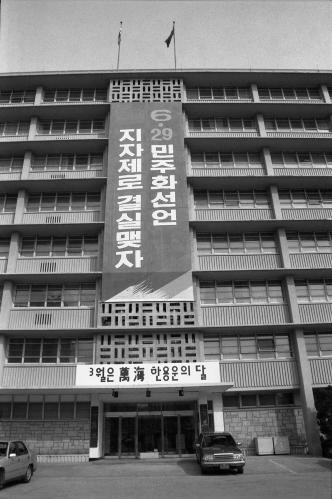 6·29 민주화선언
지자제로 결실맺자
3월은 萬海 한용운의 달